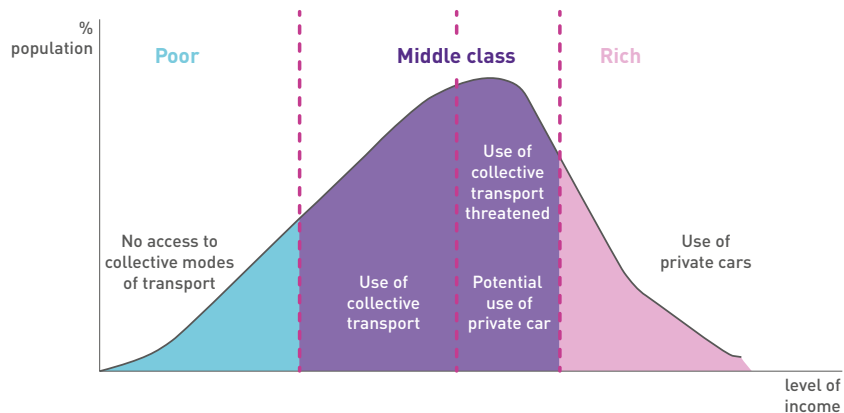 %
population
Poor
Middle class
Rich
Use of
collective
transport
threatened
No access to
collective modes
of transport
Use of
private cars
Use of
collective
transport
Potential
use of
private car
level of
income